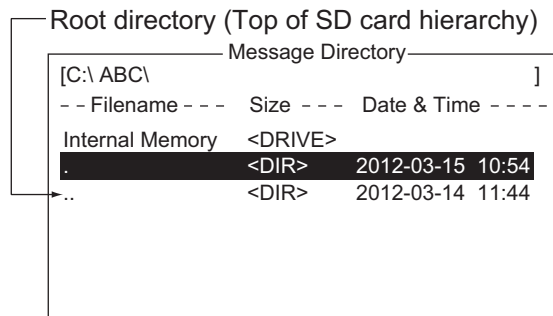 Root directory (Top of SD card hierarchy)
Message Directory
[C:\ ABC\ ]
- - Filename - - - Size - - - Date & Time - - - -
Internal Memory <DRIVE>
. <DIR> 2012-03-15 10:54
.. <DIR> 2012-03-14 11:44